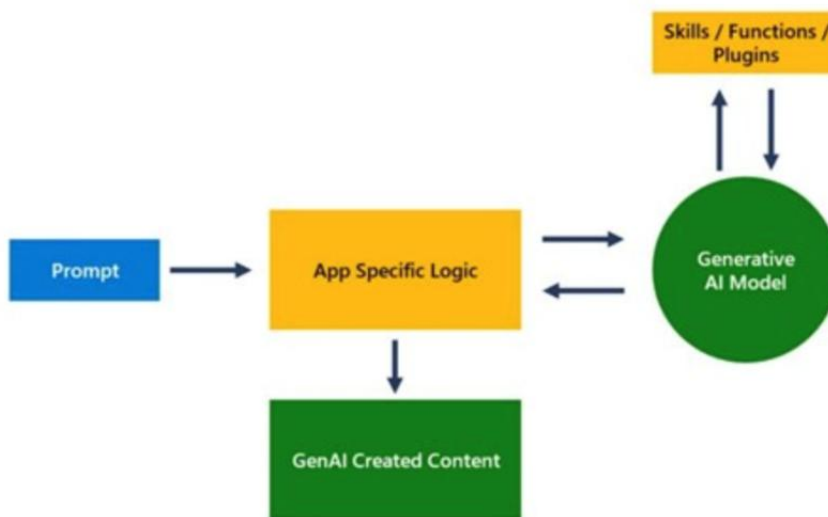 Skills / Functions /
Plugins
Prompt
App Specific Logic
Generative
AI Model
GenAI Created Content